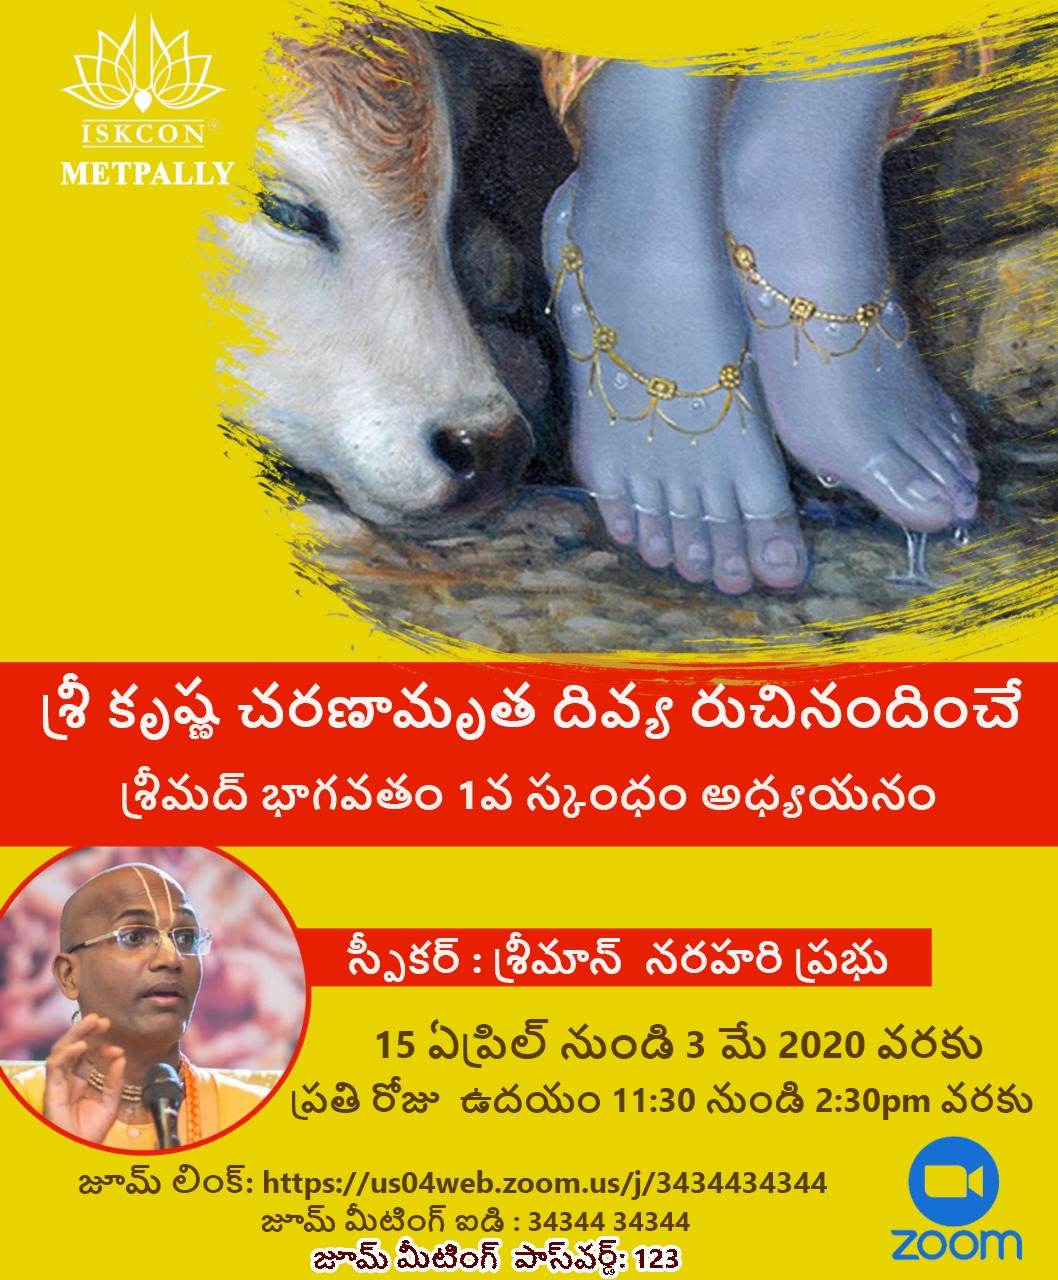 ISKCON®
METPALLY
శ్రీ కృష్ణ చరణామృత దివ్య రుచినందించే
శ్రీమద్ భాగవతం 1వ స్కంధం అధ్యయనం
స్పీకర్ : శ్రీమాన్ నరహరి ప్రభు
15 ఏప్రిల్ నుండి 3 మే 2020 వరకు
ప్రతి రోజు ఉదయం 11:30 నుండి 2:30pm వరకు
జూమ్ లింక్: https://us04web.zoom.us/j/3434434344
జూమ్ మీటింగ్ ఐడి : 34344 34344
జూమ్ మీటింగ్ పాస్‌వర్డ్: 123
zoom